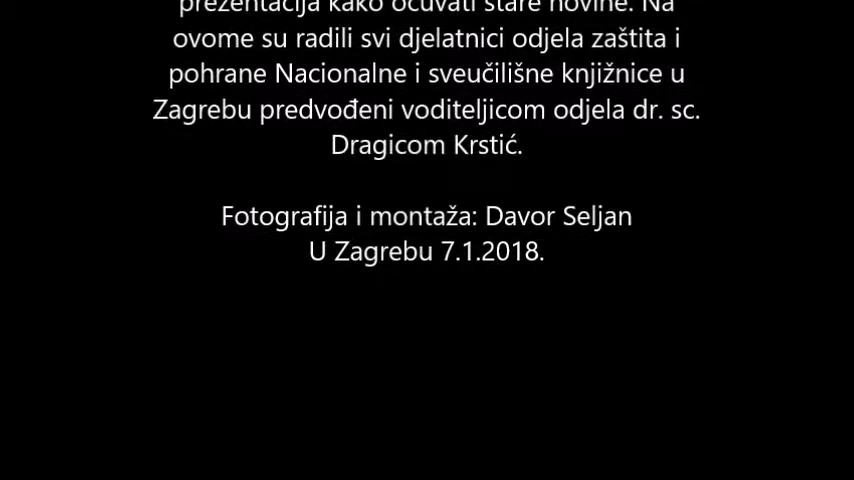 prezentacija kako očuvati stare novine. Na
ovome su radili svi djelatnici odjela zaštita i
pohrane Nacionalne i sveučilišne knjižnice u
Zagrebu predvođeni voditeljicom odjela dr. sc.
Dragicom Krstić.
Fotografija i montaža: Davor Seljan
U Zagrebu 7.1.2018.